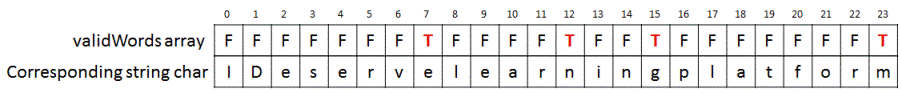 0 1 2 3 4 5 6 7 8 9 10 11 12 13 14 15 16 17 18 19 20 21 22 23
validWords array F F F F F F F T F F F F T F F T F F F F F F F T
Corresponding string char I D e s e r v e l e a r n i n g p l a t f o r m